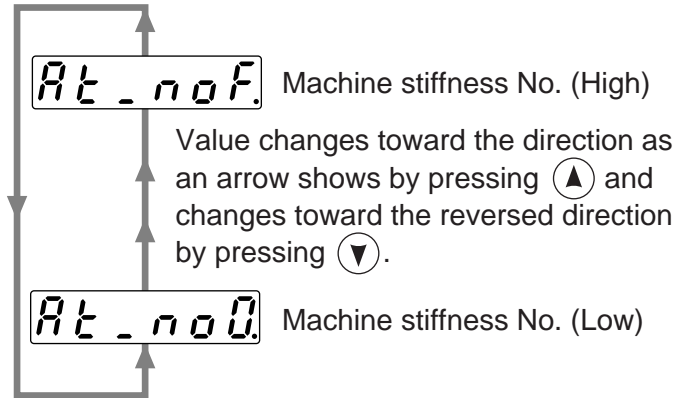 At_noF. Machine stiffness No. (High)
Value changes toward the direction as
an arrow shows by pressing ▲ and
changes toward the reversed direction
by pressing ▼.
At_no0. Machine stiffness No. (Low)